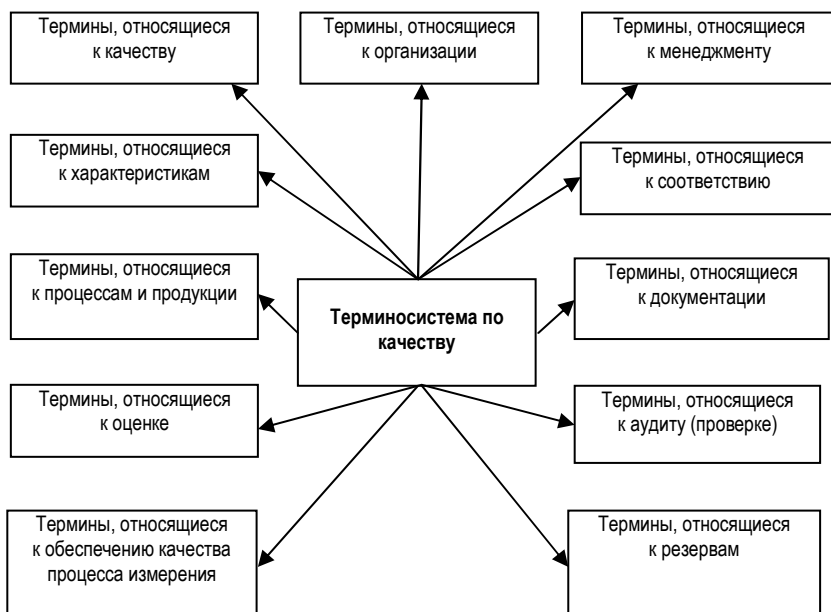 Термины, относящиеся
к качеству
Термины, относящиеся
к организации
Термины, относящиеся
к менеджменту
Термины, относящиеся
к характеристикам
Термины, относящиеся
к соответствию
Термины, относящиеся
к процессам и продукции
Терминосистема по
качеству
Термины, относящиеся
к документации
Термины, относящиеся
к оценке
Термины, относящиеся
к аудиту (проверке)
Термины, относящиеся
к обеспечению качества
процесса измерения
Термины, относящиеся
к резервам